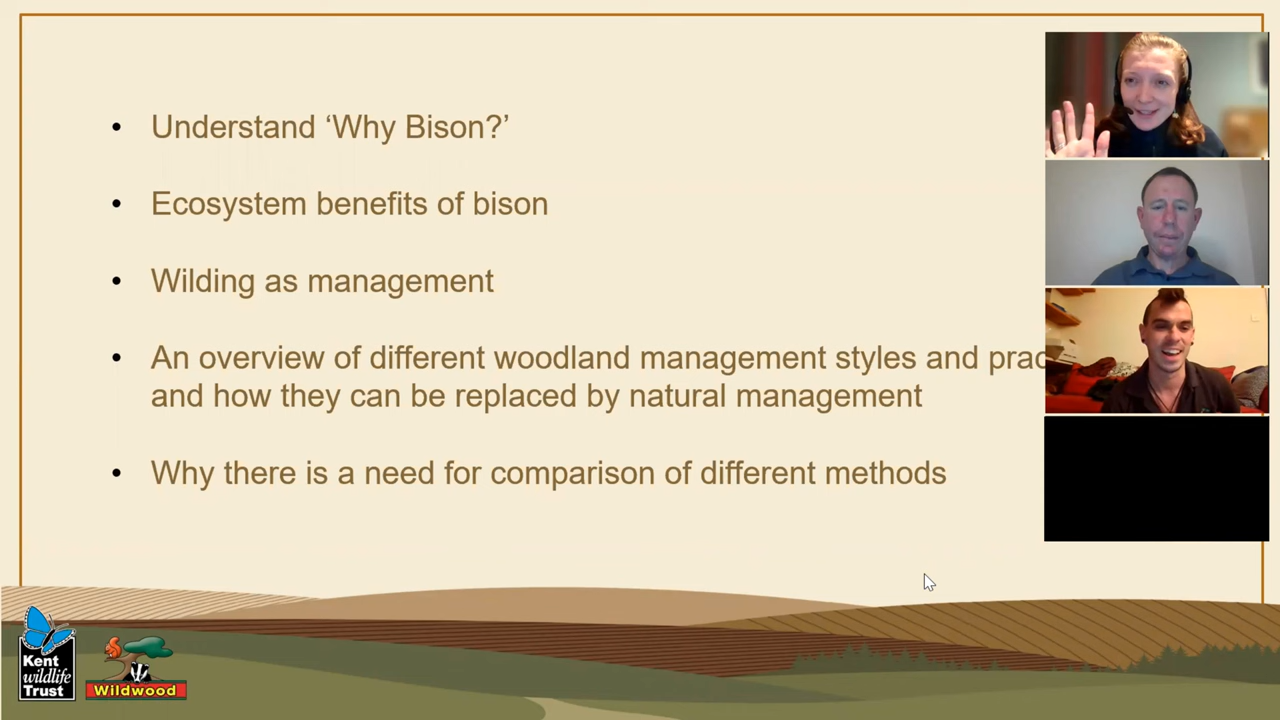 Understand ‘Why Bison?’
Ecosystem benefits of bison
Wilding as management
An overview of different woodland management styles and prac
and how they can be replaced by natural management
Why there is a need for comparison of different methods
Kent
wildlife
Trust
Wildwood